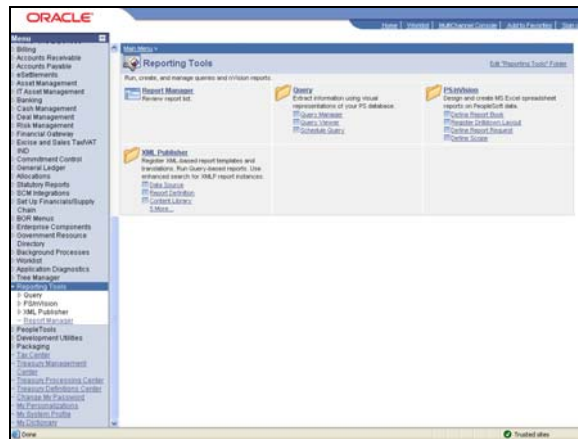 ORACLE
Home | Worklist | MultiChannel Console | Add to Favorites | Sign
Menu
Billing
Accounts Receivable
Accounts Payable
eSettlements
Asset Management
IT Asset Management
Banking
Cash Management
Deal Management
Risk Management
Financial Gateway
Excise and Sales Tax/VAT
IND
Commitment Control
General Ledger
Allocations
Statutory Reports
SCM Integrations
Set Up Financials/Supply
Chain
BOR Menus
Enterprise Components
Government Resource
Directory
Background Processes
Worklist
Application Diagnostics
Tree Manager
Reporting Tools
Query
PS/nVision
XML Publisher
Report Manager
PeopleTools
Development Utilities
Packaging
Tax Center
Treasury Management
Center
Treasury Processing Center
Treasury Definitions Center
Change My Password
My Personalizations
My System Profile
My Dictionary
Main Menu >
Reporting Tools
Edit "Reporting Tools" Folder
Run, create, and manage queries and nVision reports.
Report Manager
Review report list.
Query
Extract information using visual
representations of your PS database.
Query Manager
Query Viewer
Schedule Query
PS/nVision
Design and create MS Excel spreadsheet
reports on PeopleSoft data.
Define Report Book
Register Drilldown Layout
Define Report Request
Define Scope
XML Publisher
Register XML-based report templates and
translations. Run Query-based reports. Use
enhanced search for XMLP report instances.
Data Source
Report Definition
Content Library
5 More...
Done
Trusted sites